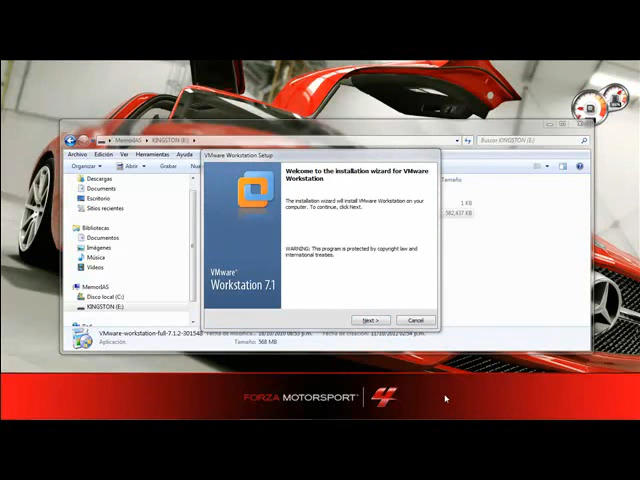 MemoriAS ▸ KINGSTON (E:) ▸
Buscar KINGSTON (E:)
Archivo Edición Ver Herramientas Ayuda
Organizar Abrir Grabar
VMware Workstation Setup
Welcome to the installation wizard for VMware
Workstation
The installation wizard will install VMware Workstation on your
computer. To continue, click Next.
WARNING: This program is protected by copyright law and
international treaties.
VMware®
Workstation 7.1
Next > Cancel
Descargas
Documents
Escritorio
Sitios recientes
Bibliotecas
Documentos
Imágenes
Música
Vídeos
MemoriAS
Disco local (C:)
KINGSTON (E:)
Tamaño
1 KB
582,437 KB
VMware-workstation-full-7.1.2-301548
Aplicación
Tamaño: 568 MB
FORZA MOTORSPORT 4